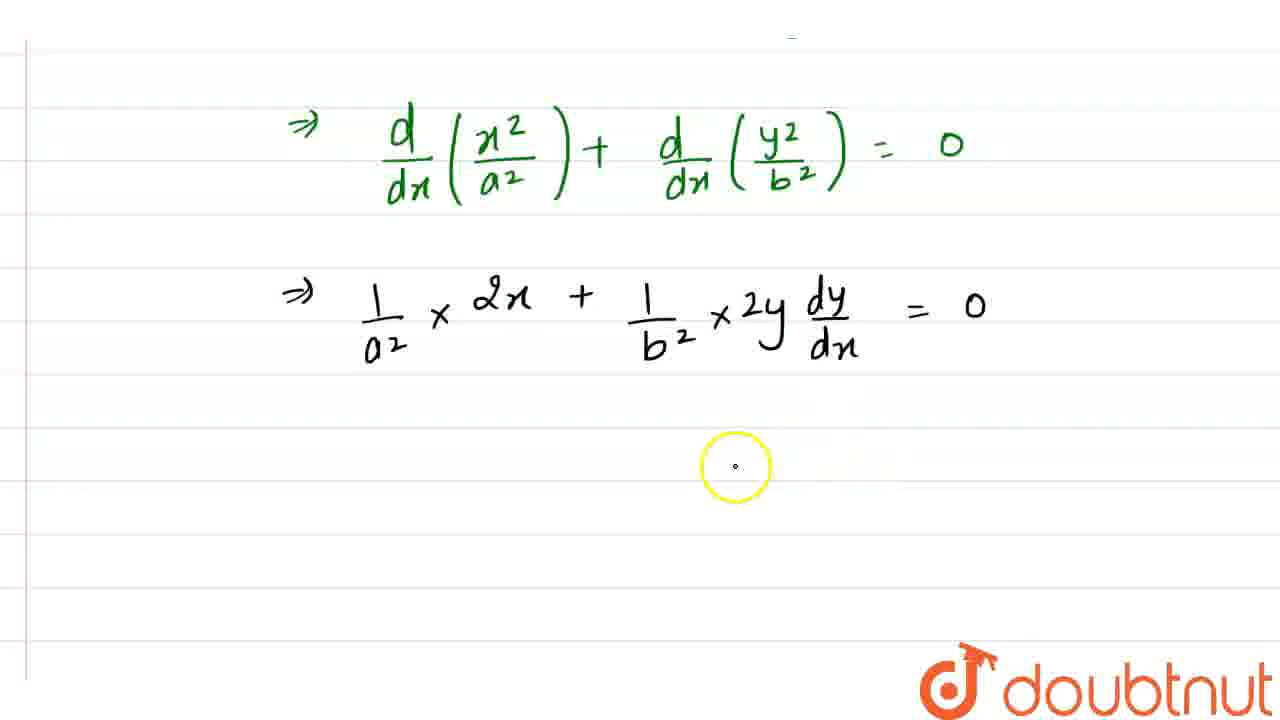 ⇒ d/dx (x²/a²) + d/dx (y²/b²) = 0
⇒ 1/a² × 2x + 1/b² × 2y dy/dx = 0
doubtnut